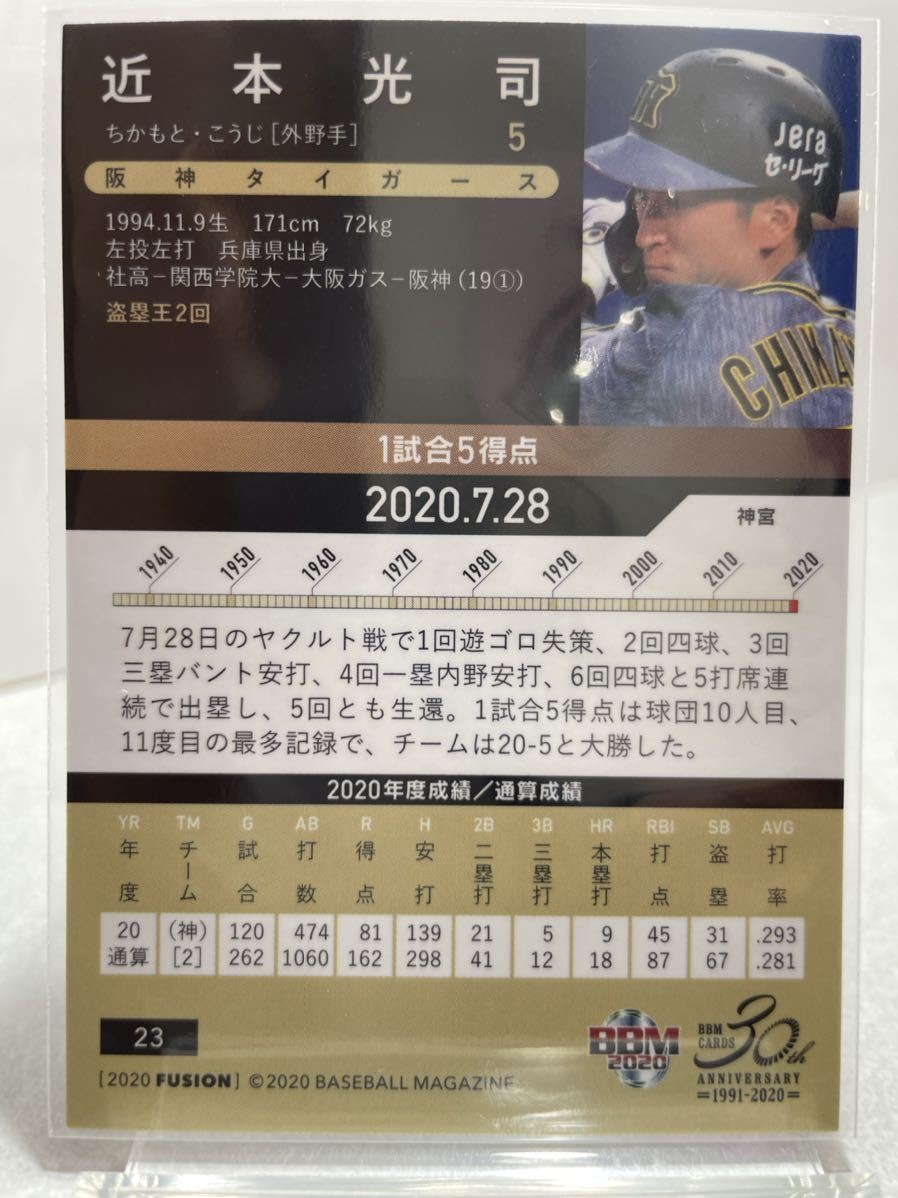 近本光司
ちかもと・こうじ［外野手］ 5
阪神タイガース
1994.11.9生 171cm 72kg
左投左打 兵庫県出身
社高－関西学院大－大阪ガス－阪神（19①）
盗塁王2回
Jera
セ・リーグ
CHIKA
1試合5得点
2020.7.28
神宮
1940 1950 1960 1970 1980 1990 2000 2010 2020
7月28日のヤクルト戦で1回遊ゴロ失策、2回四球、3回
三塁バント安打、4回一塁内野安打、6回四球と5打席連
続で出塁し、5回とも生還。1試合5得点は球団10人目、
11度目の最多記録で、チームは20-5と大勝した。
2020年度成績／通算成績
YR TM G AB R H 2B 3B HR RBI SB AVG
年度 チーム 試合 打数 得点 安打 二塁打 三塁打 本塁打 打点 盗塁 打率
20 (神) 120 474 81 139 21 5 9 45 31 .293
通算 [2] 262 1060 162 298 41 12 18 87 67 .281
23
BBM
2020
BBM
CARDS
30th
ANNIVERSARY
=1991-2020=
［2020 FUSION］©2020 BASEBALL MAGAZINE